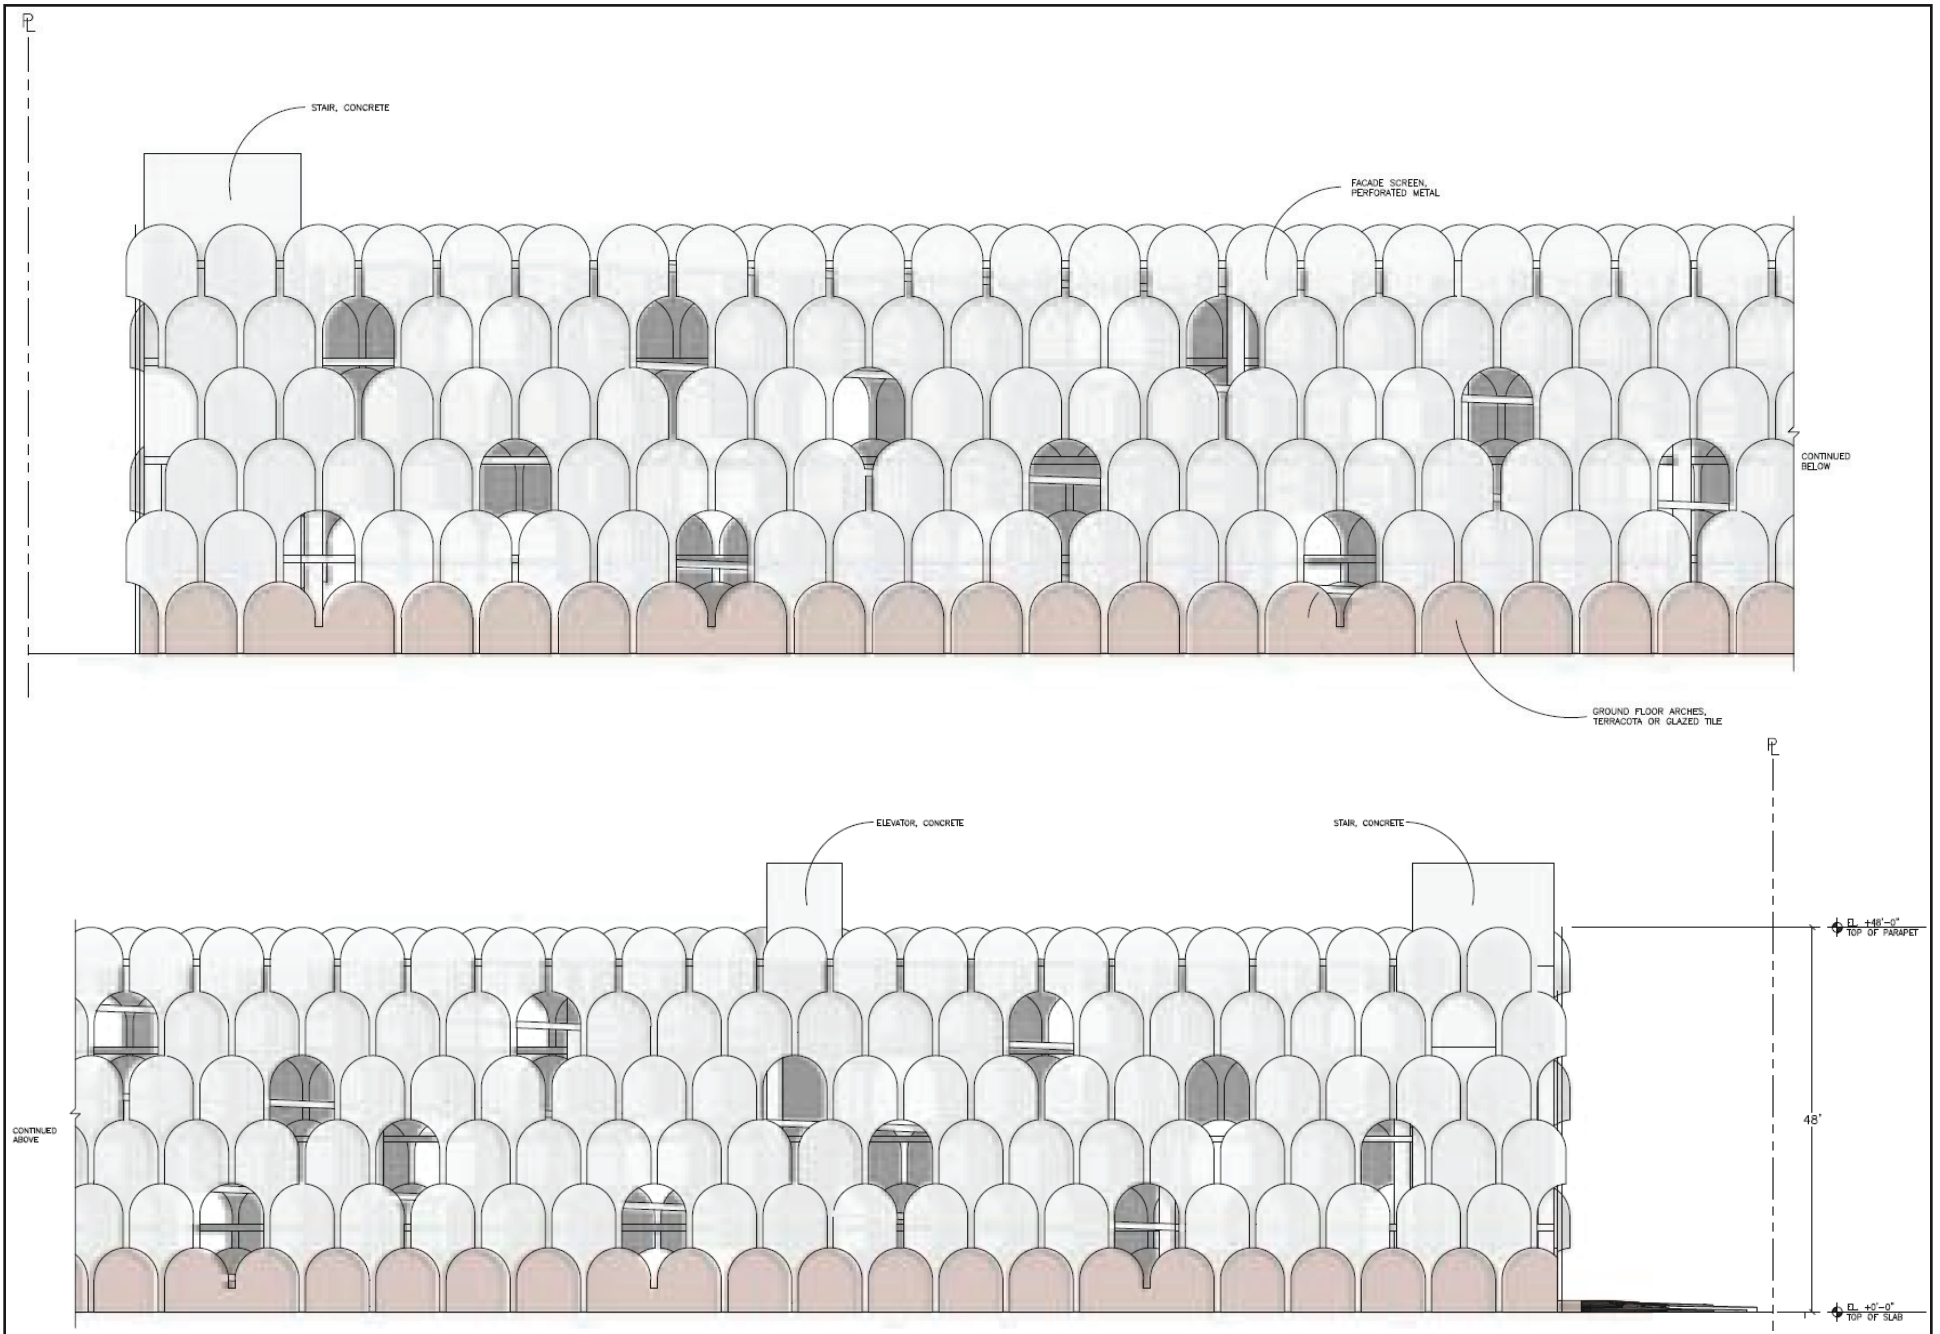 PL
STAIR, CONCRETE
FACADE SCREEN,
PERFORATED METAL
CONTINUED
BELOW
GROUND FLOOR ARCHES,
TERRACOTA OR GLAZED TILE
PL
ELEVATOR, CONCRETE
STAIR, CONCRETE
EL +48'-0"
TOP OF PARAPET
48'
CONTINUED
ABOVE
EL +0'-0"
TOP OF SLAB